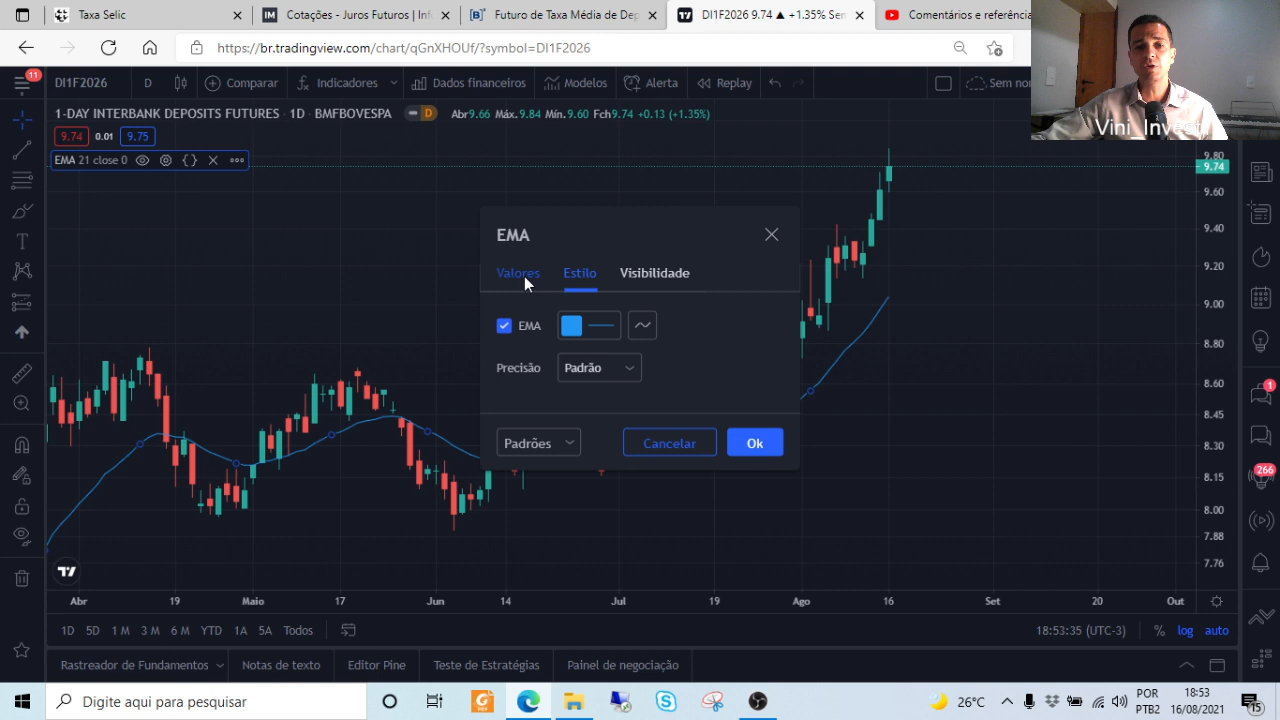 Taxa Selic
Cotações - Juros Futuros | Inf
Futuro de Taxa Média de Dep
DI1F2026 9.74 ▲ +1.35% Sen
Comentários e referência
https://br.tradingview.com/chart/qGnXHOUf/?symbol=DI1F2026
Vini_Invest
11
DI1F2026
D
Comparar
Indicadores
Dados financeiros
Modelos
Alerta
Replay
Sem nor
1-DAY INTERBANK DEPOSITS FUTURES · 1D · BMFBOVESPA
D
Abr9.66 Máx.9.84 Mín.9.60 Fch9.74 +0.13 (+1.35%)
9.74 0.01 9.75
EMA 21 close 0
9.80
9.74
9.60
9.40
9.20
9.00
8.80
8.60
8.45
8.30
8.15
8.00
7.88
7.76
EMA
Valores Estilo Visibilidade
EMA
Precisão Padrão
Padrões Cancelar Ok
1
266
Abr 19 Maio 17 Jun 14 Jul 19 Ago 16 Set 20 Out
1D 5D 1 M 3 M 6 M YTD 1A 5A Todos
18:53:35 (UTC-3) % log auto
Rastreador de Fundamentos Notas de texto Editor Pine Teste de Estratégias Painel de negociação
Digite aqui para pesquisar
26°C
POR
PTB2
18:53
16/08/2021
15